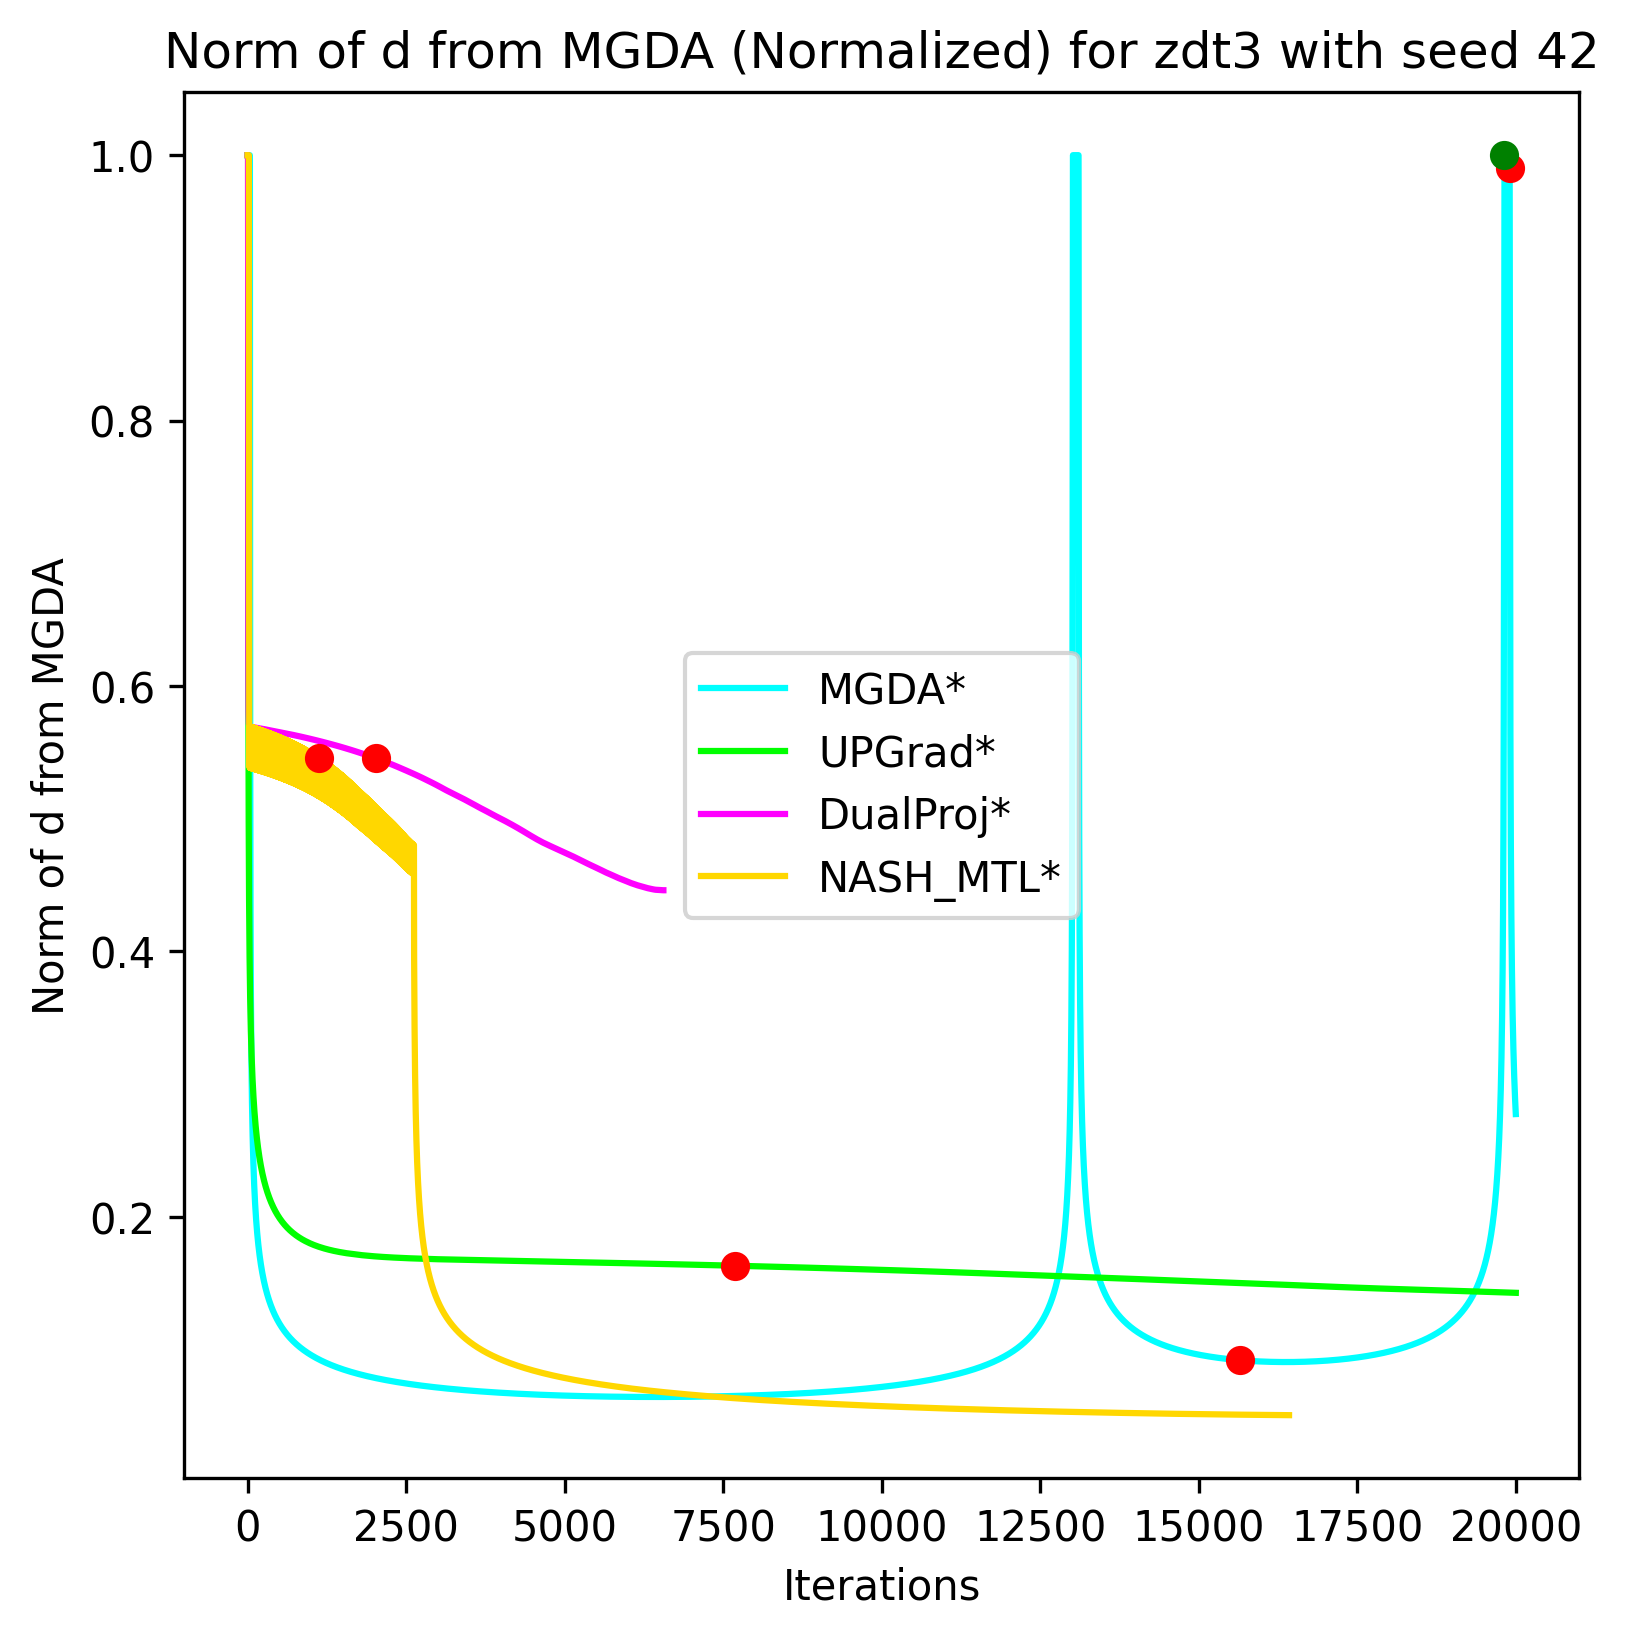 Norm of d from MGDA (Normalized) for zdt3 with seed 42
Norm of d from MGDA
1.0
0.8
0.6
0.4
0.2
MGDA*
UPGrad*
DualProj*
NASH_MTL*
0 2500 5000 7500 10000 12500 15000 17500 20000
Iterations